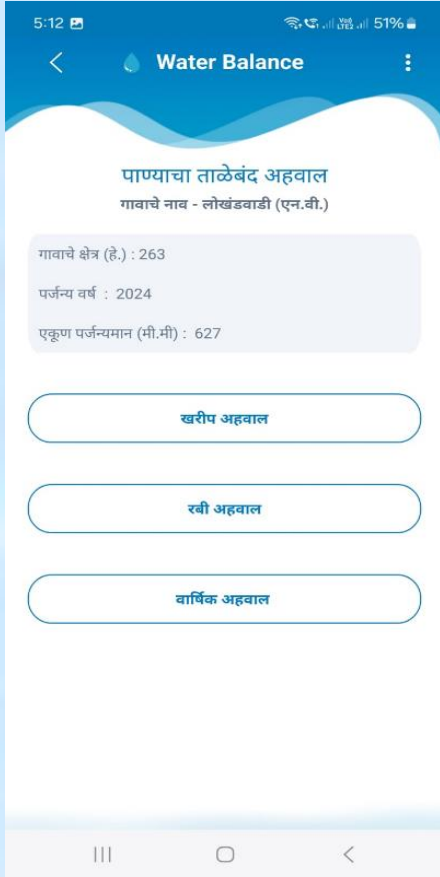 5:12
51%
Water Balance
पाण्याचा ताळेबंद अहवाल
गावाचे नाव - लोखंडवाडी (एन.वी.)
गावाचे क्षेत्र (हे.) : 263
पर्जन्य वर्ष : 2024
एकूण पर्जन्यमान (मी.मी) : 627
खरीप अहवाल
रबी अहवाल
वार्षिक अहवाल